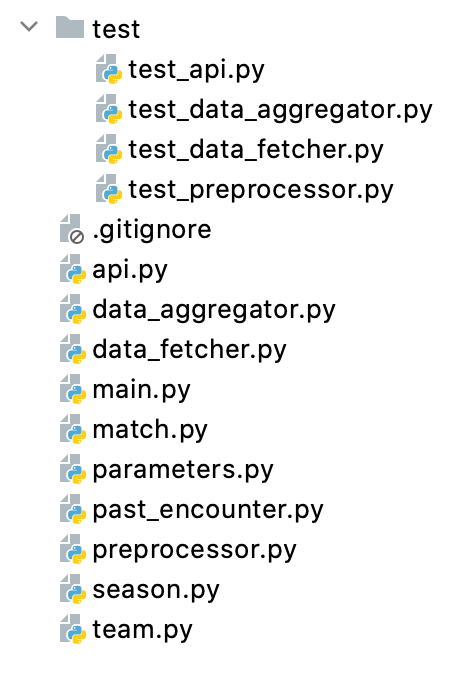 test
test_api.py
test_data_aggregator.py
test_data_fetcher.py
test_preprocessor.py
.gitignore
api.py
data_aggregator.py
data_fetcher.py
main.py
match.py
parameters.py
past_encounter.py
preprocessor.py
season.py
team.py